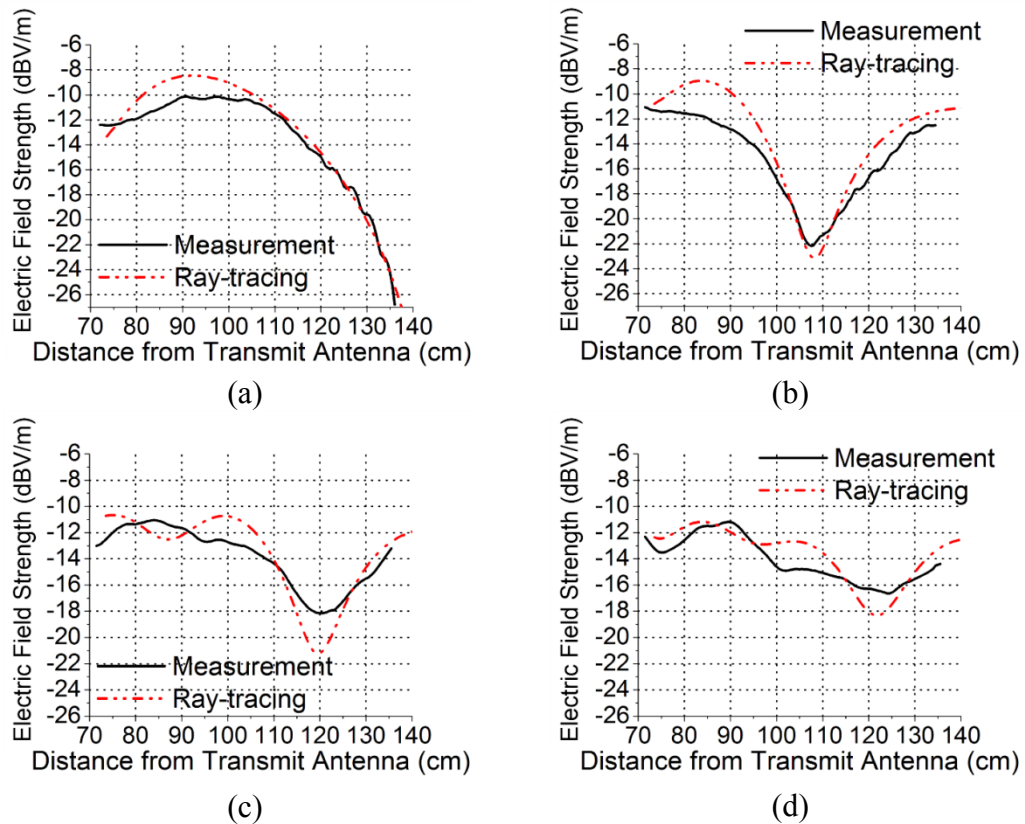 Electric Field Strength (dBV/m)
-6
-8
-10
-12
-14
-16
-18
-20
-22
-24
-26
Measurement
Ray-tracing
70 80 90 100 110 120 130 140
Distance from Transmit Antenna (cm)
(a)
Electric Field Strength (dBV/m)
-6
-8
-10
-12
-14
-16
-18
-20
-22
-24
-26
Measurement
Ray-tracing
70 80 90 100 110 120 130 140
Distance from Transmit Antenna (cm)
(b)
Electric Field Strength (dBV/m)
-6
-8
-10
-12
-14
-16
-18
-20
-22
-24
-26
Measurement
Ray-tracing
70 80 90 100 110 120 130 140
Distance from Transmit Antenna (cm)
(c)
Electric Field Strength (dBV/m)
-6
-8
-10
-12
-14
-16
-18
-20
-22
-24
-26
Measurement
Ray-tracing
70 80 90 100 110 120 130 140
Distance from Transmit Antenna (cm)
(d)